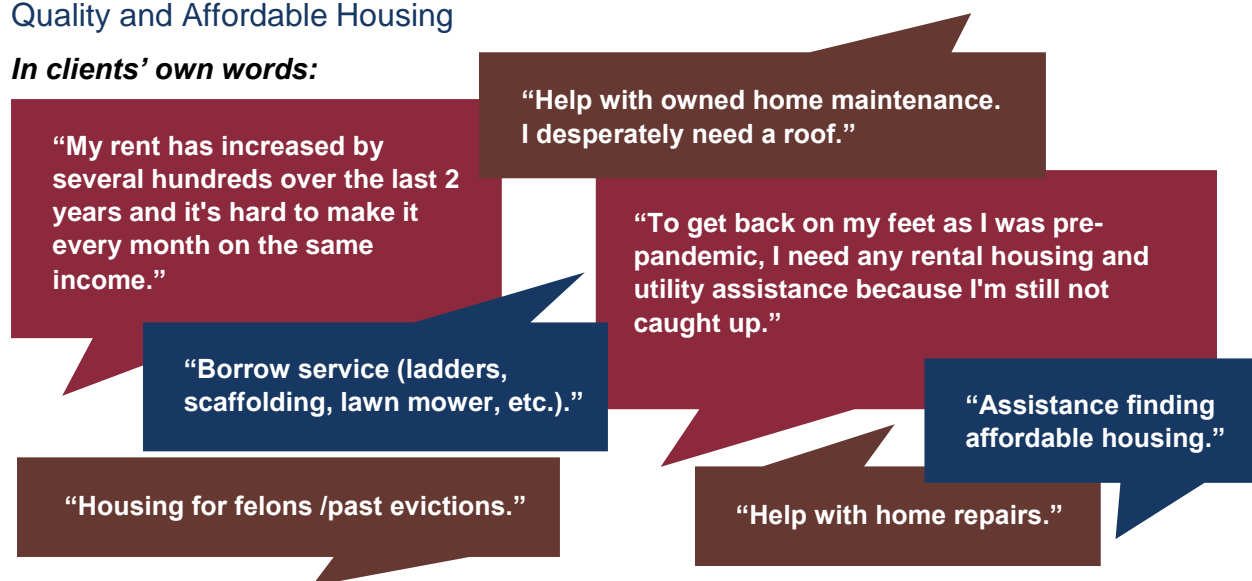 Quality and Affordable Housing
In clients’ own words:
“Help with owned home maintenance.
I desperately need a roof.”
“My rent has increased by
several hundreds over the last 2
years and it's hard to make it
every month on the same
income.”
“To get back on my feet as I was pre-
pandemic, I need any rental housing and
utility assistance because I'm still not
caught up.”
“Borrow service (ladders,
scaffolding, lawn mower, etc.).”
“Assistance finding
affordable housing.”
“Housing for felons /past evictions.”
“Help with home repairs.”